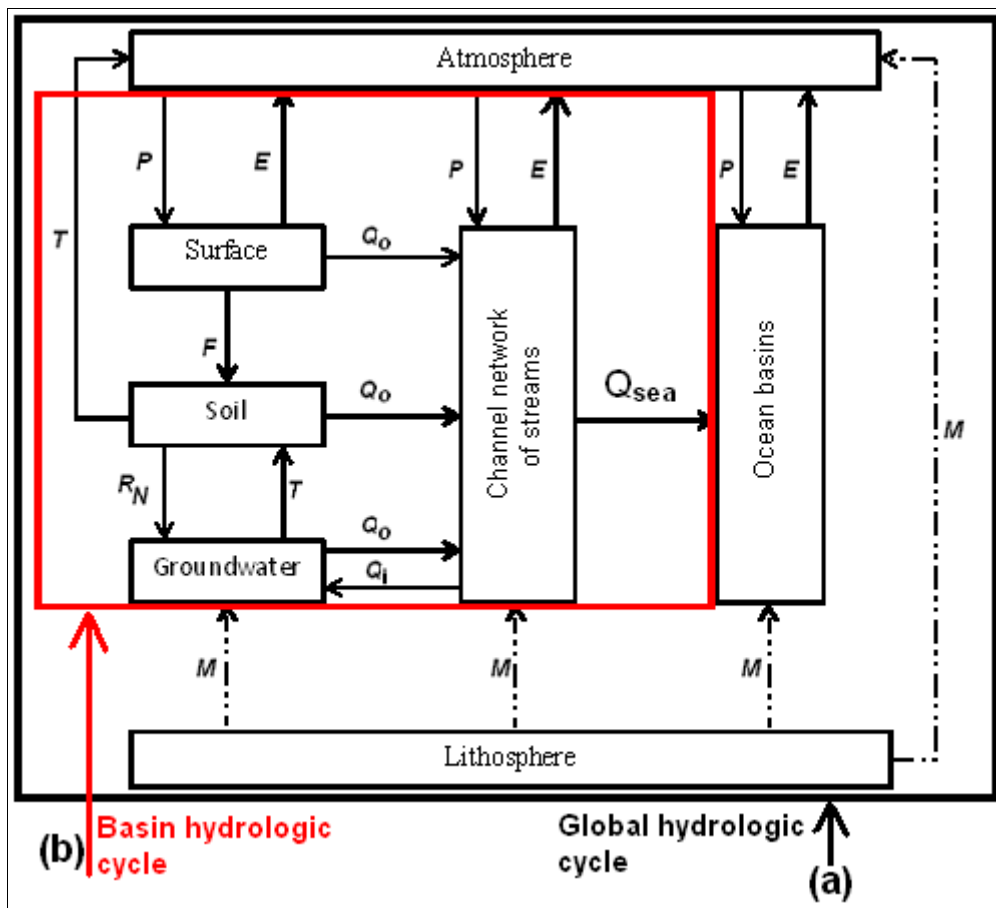 Atmosphere
P
E
P
E
P
E
T
Surface
Qo
F
Soil
Qo
Channel network
of streams
Qsea
Ocean basins
M
RN
T
Groundwater
Qo
Qi
M
M
M
Lithosphere
(b)
Basin hydrologic
cycle
Global hydrologic
cycle
(a)